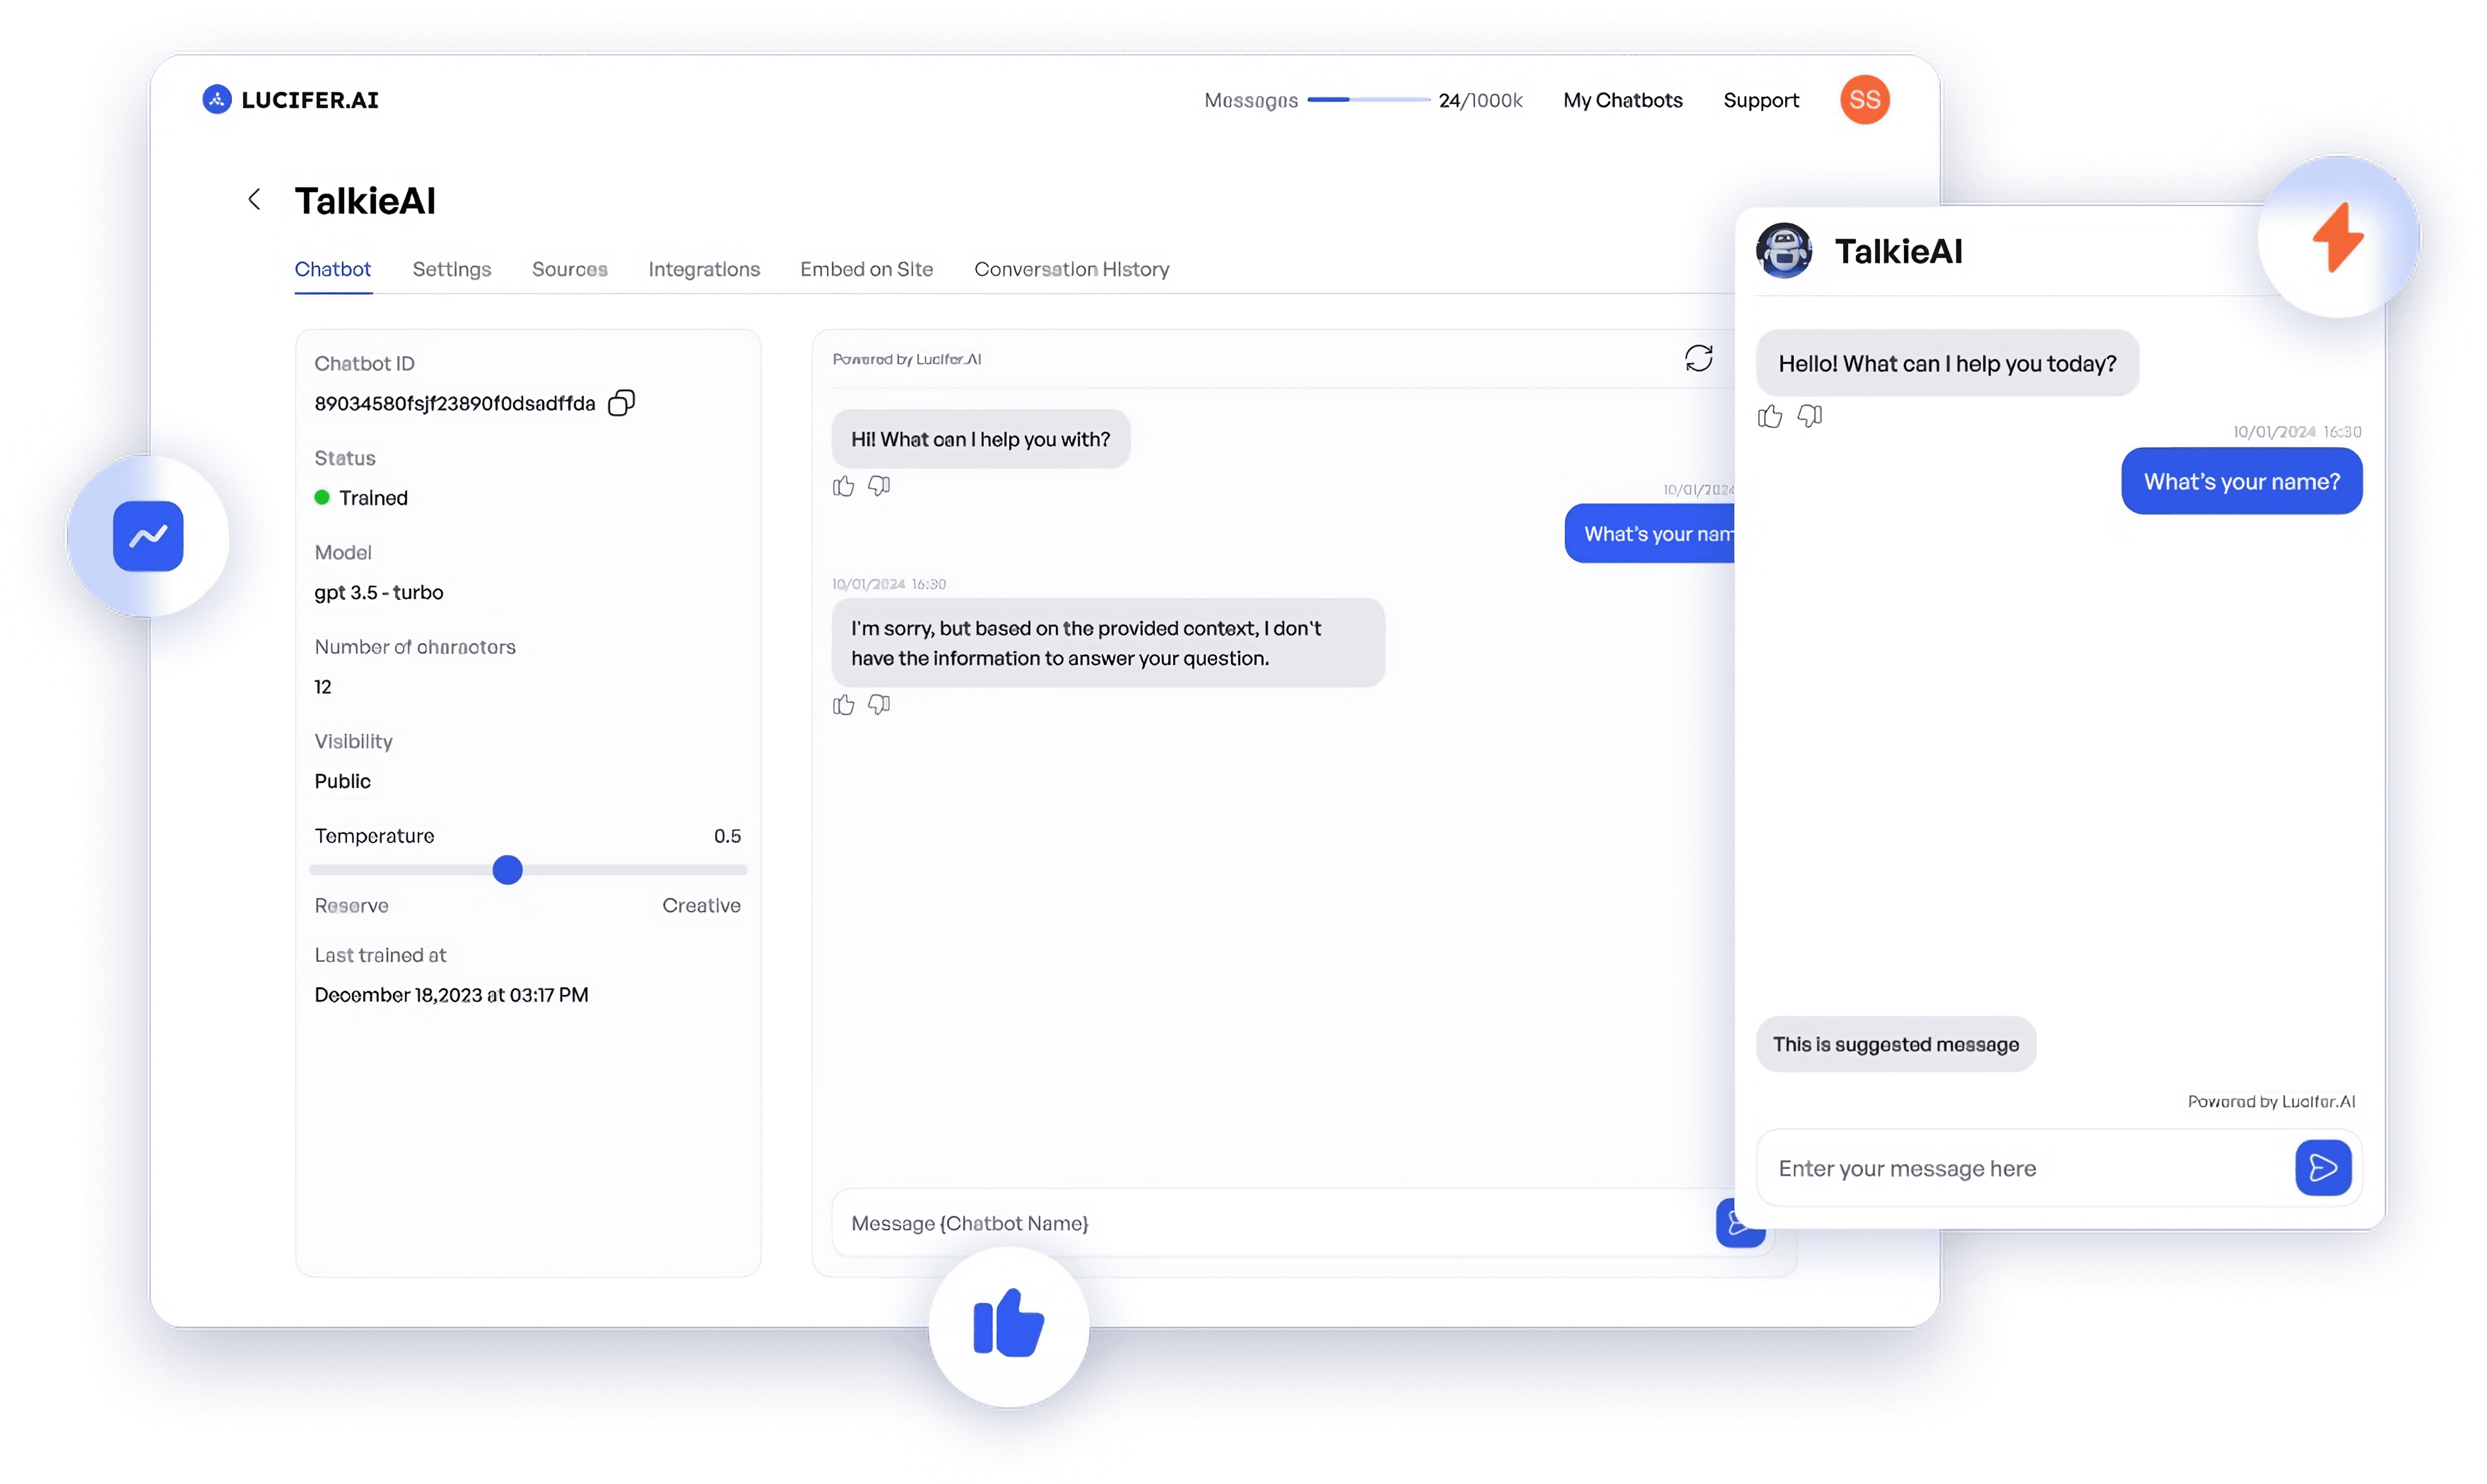 LUCIFER.AI
Messages 24/1000k My Chatbots Support SS
TalkieAI
Chatbot Settings Sources Integrations Embed on Site Conversation History
Chatbot ID
89034580fsjf23890f0dsadffda
Status
Trained
Model
gpt 3.5 - turbo
Number of charactors
12
Visibility
Public
Temperature 0.5
Reserve Creative
Last trained at
December 18,2023 at 03:17 PM
Powered by Lucifer.AI
Hi! What can I help you with?
10/01/2024
What's your nam
10/01/2024 16:30
I'm sorry, but based on the provided context, I don't
have the information to answer your question.
Message {Chatbot Name}
TalkieAI
Hello! What can I help you today?
10/01/2024 16:30
What's your name?
This is suggested message
Powered by Lucifer.AI
Enter your message here